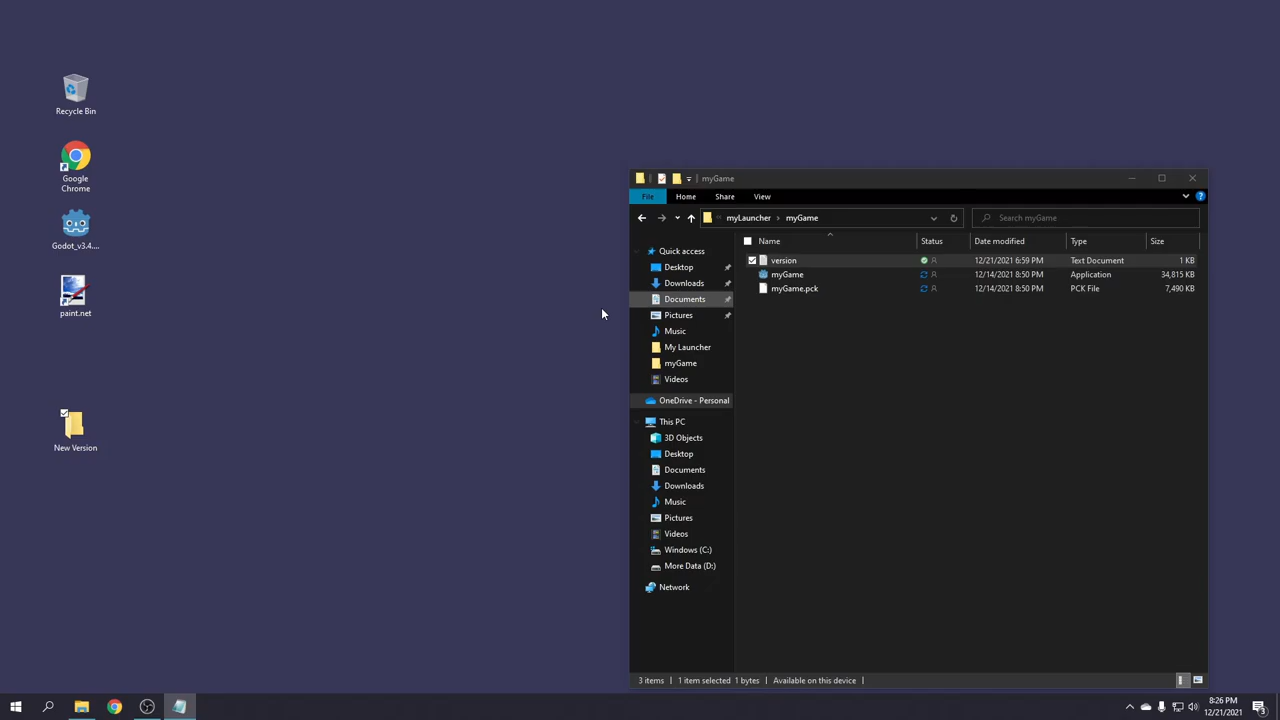 Recycle Bin
Google
Chrome
Godot_v3.4....
paint.net
New Version
myGame
File Home Share View
myLauncher > myGame
Search myGame
Name Status Date modified Type Size
version 12/21/2021 6:59 PM Text Document 1 KB
myGame 12/14/2021 8:50 PM Application 34,815 KB
myGame.pck 12/14/2021 8:50 PM PCK File 7,490 KB
Quick access
Desktop
Downloads
Documents
Pictures
Music
My Launcher
myGame
Videos
OneDrive - Personal
This PC
3D Objects
Desktop
Documents
Downloads
Music
Pictures
Videos
Windows (C:)
More Data (D:)
Network
3 items 1 item selected 1 bytes Available on this device
8:26 PM
12/21/2021